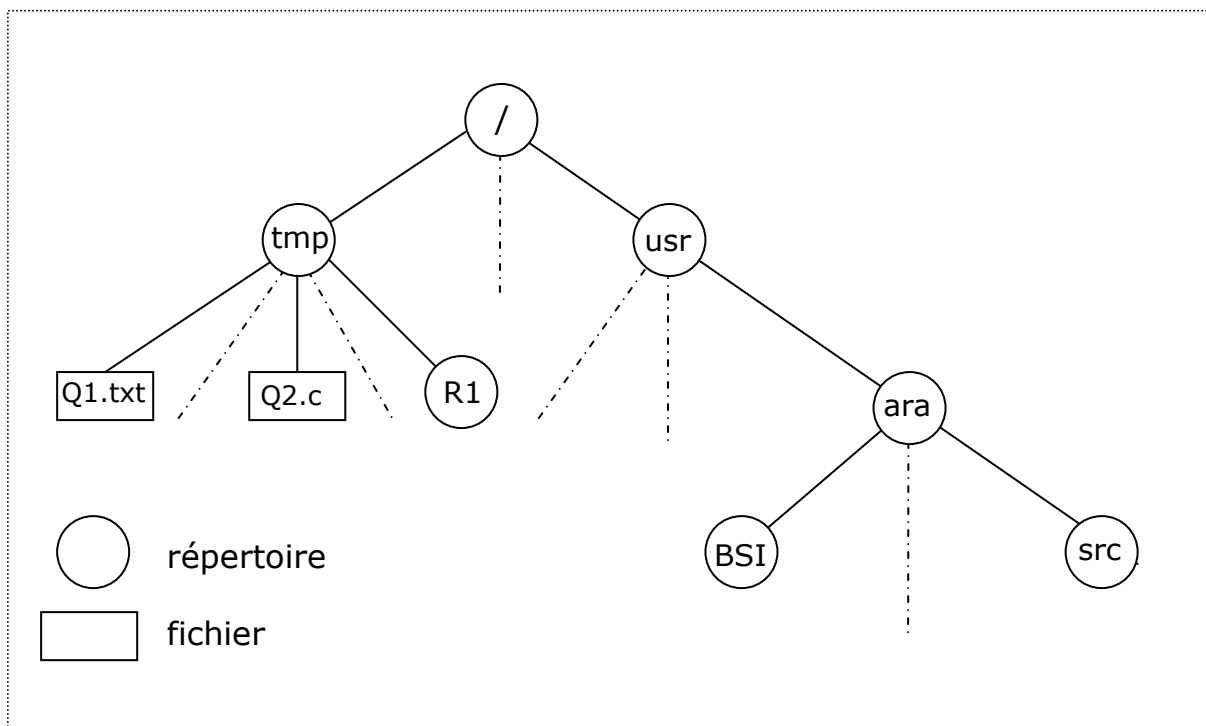 /
tmp
usr
Q1.txt
Q2.c
R1
ara
BSI
src
répertoire
fichier